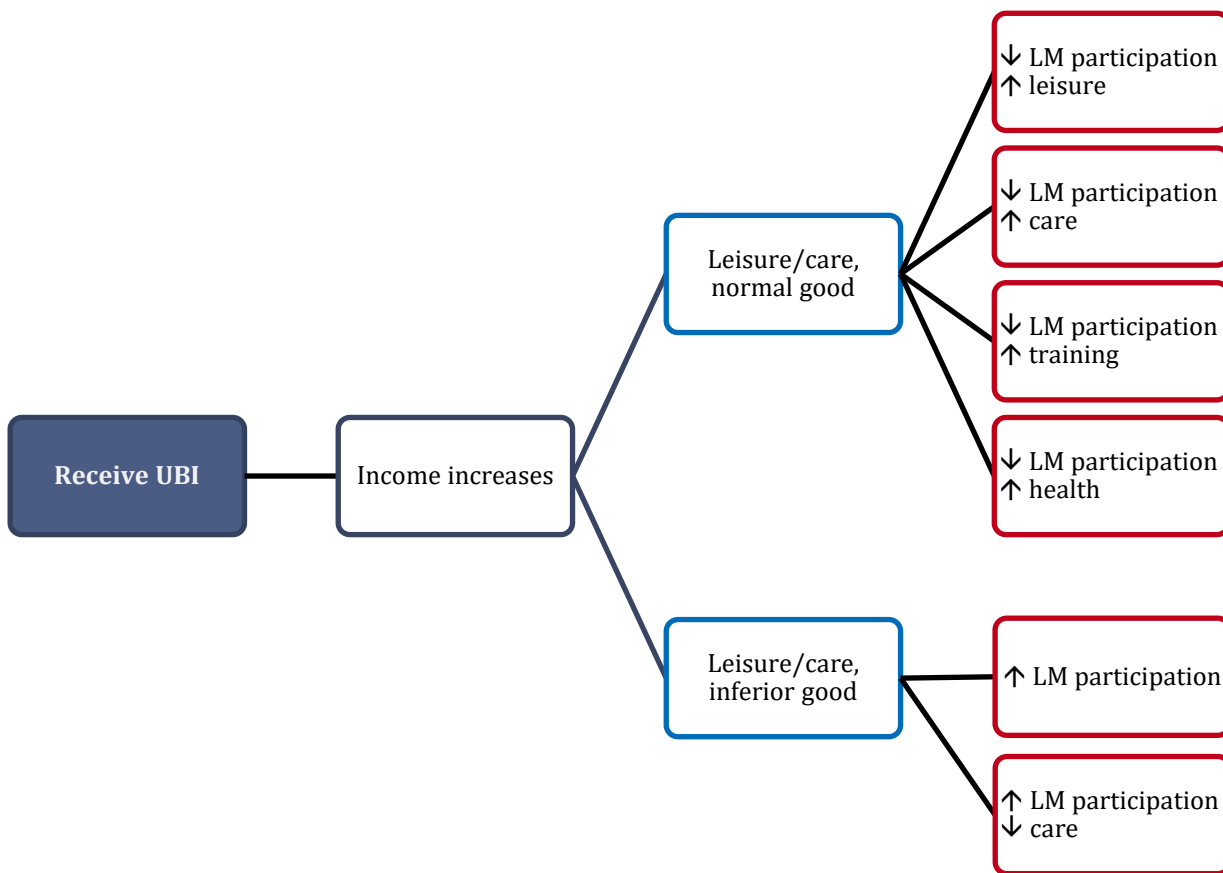 ↓ LM participation
↑ leisure
↓ LM participation
↑ care
Leisure/care,
normal good
↓ LM participation
↑ training
Receive UBI
Income increases
↓ LM participation
↑ health
Leisure/care,
inferior good
↑ LM participation
↑ LM participation
↓ care